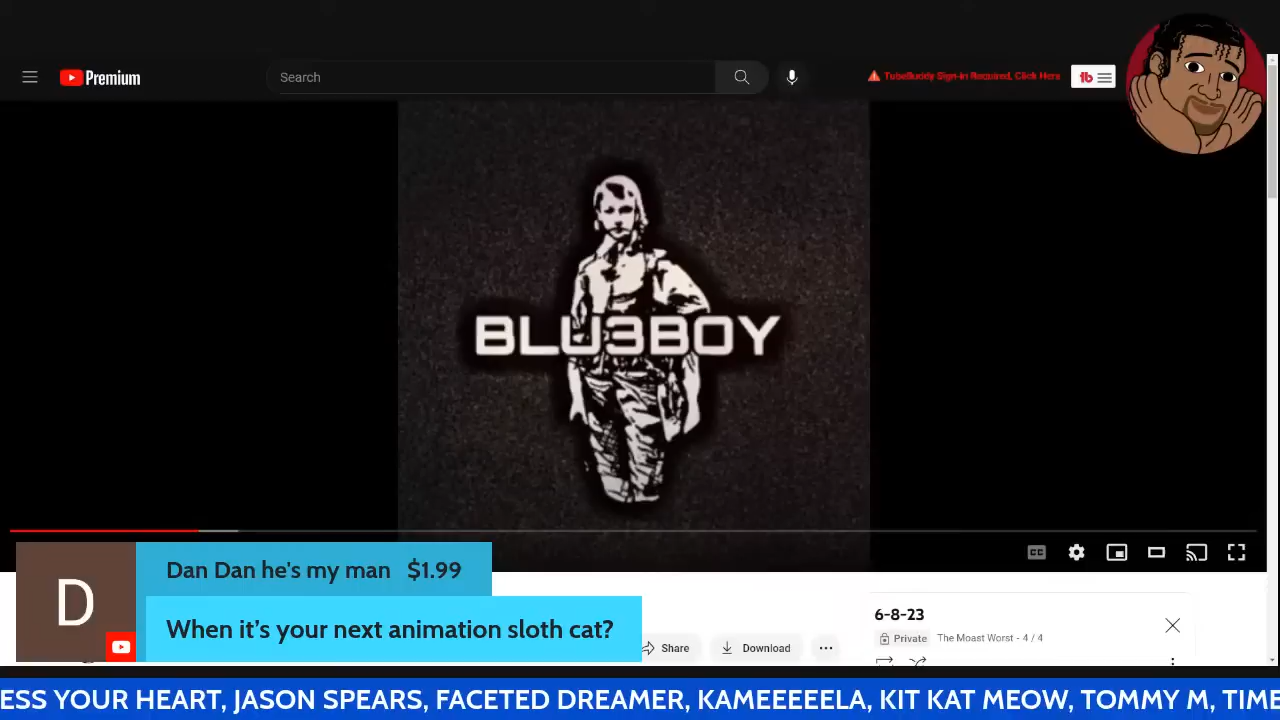 Premium
Search
TubeBuddy Sign-in Required, Click Here
tb
BLU3BOY
CC
D
Dan Dan he's my man $1.99
When it's your next animation sloth cat?
Share
Download
6-8-23
Private
The Moast Worst - 4 / 4
ESS YOUR HEART, JASON SPEARS, FACETED DREAMER, KAMEEEEELA, KIT KAT MEOW, TOMMY M, TIME